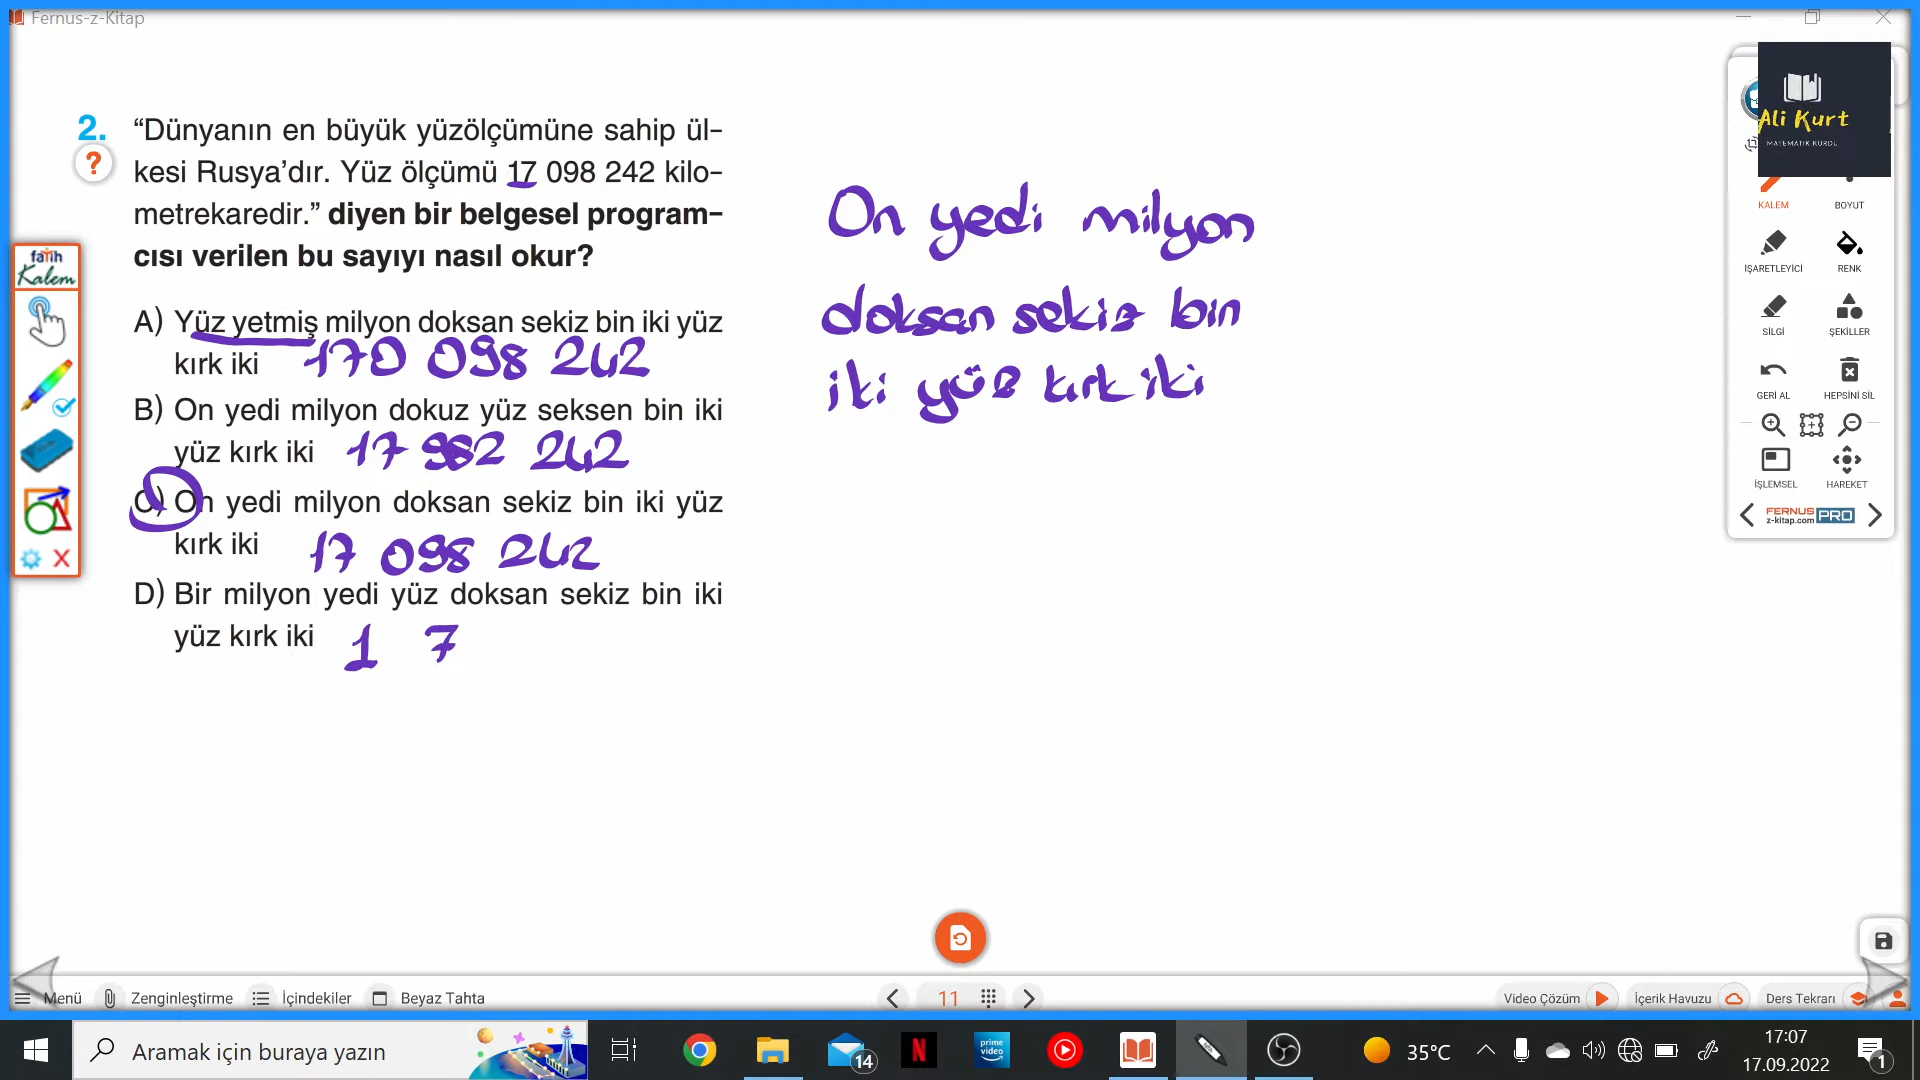 Fernus-z-Kitap
2. "Dünyanın en büyük yüzölçümüne sahip ül-
kesi Rusya'dır. Yüz ölçümü 17 098 242 kilo-
metrekaredir." diyen bir belgesel program-
cısı verilen bu sayıyı nasıl okur?
A) Yüz yetmiş milyon doksan sekiz bin iki yüz
kırk iki 170 098 242
B) On yedi milyon dokuz yüz seksen bin iki
yüz kırk iki 17 982 242
C) On yedi milyon doksan sekiz bin iki yüz
kırk iki 17 098 242
D) Bir milyon yedi yüz doksan sekiz bin iki
yüz kırk iki 1 7
On yedi milyon
doksan sekiz bin
iki yüz kırk iki
fatih
Kalem
Ali Kurt
MATEMATIK KURDU
KALEM BOYUT
İŞARETLEYİCİ RENK
SİLGİ ŞEKİLLER
GERİ AL HEPSİNİ SİL
İŞLEMSEL HAREKET
FERNUS PRO
z-kitap.com
Menü Zenginleştirme İçindekiler Beyaz Tahta 11 Video Çözüm İçerik Havuzu Ders Tekrarı
Aramak için buraya yazın 14 N prime video 35°C 17:07
17.09.2022 1